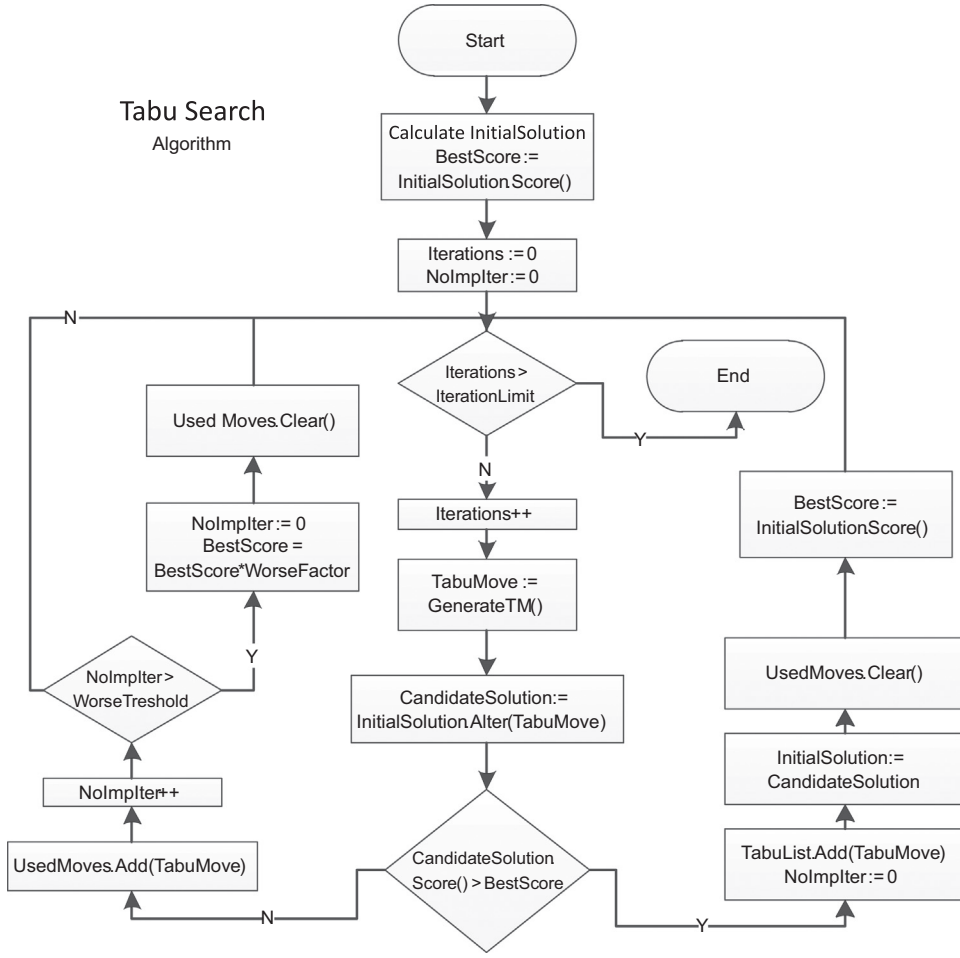 Start
Tabu Search
Algorithm
Calculate InitialSolution
BestScore :=
InitialSolution.Score()
Iterations := 0
NoImpIter := 0
N
Iterations >
IterationLimit
End
Y
N
Used Moves.Clear()
NoImpIter := 0
BestScore =
BestScore*WorseFactor
Y
NoImpIter >
WorseTreshold
NoImpIter++
UsedMoves.Add(TabuMove)
N
Iterations++
TabuMove :=
GenerateTM()
CandidateSolution:=
InitialSolution.Alter(TabuMove)
CandidateSolution
Score() > BestScore
Y
BestScore :=
InitialSolution.Score()
UsedMoves.Clear()
InitialSolution:=
CandidateSolution
TabuList.Add(TabuMove)
NoImpIter := 0